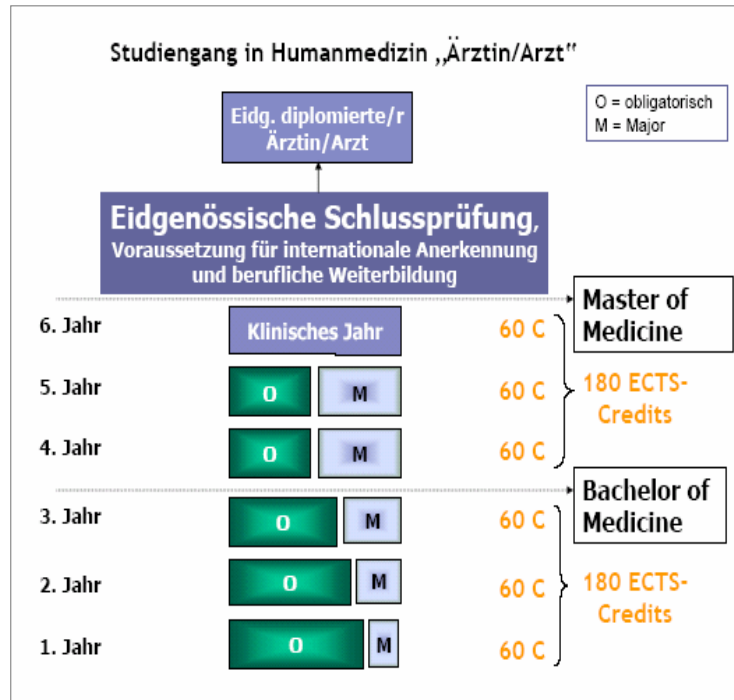 Studiengang in Humanmedizin „Ärztin/Arzt“
O = obligatorisch
M = Major
Eidg. diplomierte/r
Ärztin/Arzt
Eidgenössische Schlussprüfung,
Voraussetzung für internationale Anerkennung
und berufliche Weiterbildung
Master of
Medicine
6. Jahr Klinisches Jahr 60 C
5. Jahr O M 60 C
180 ECTS-
Credits
4. Jahr O M 60 C
Bachelor of
Medicine
3. Jahr O M 60 C
2. Jahr O M 60 C
180 ECTS-
Credits
1. Jahr O M 60 C